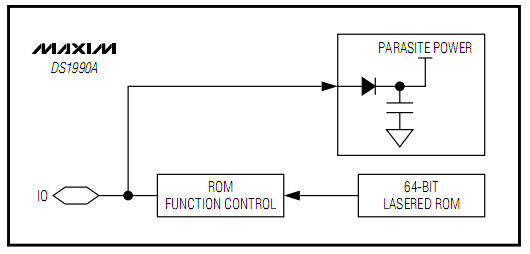 MAXIM
DS1990A
PARASITE POWER
IO
ROM
FUNCTION CONTROL
64-BIT
LASERED ROM